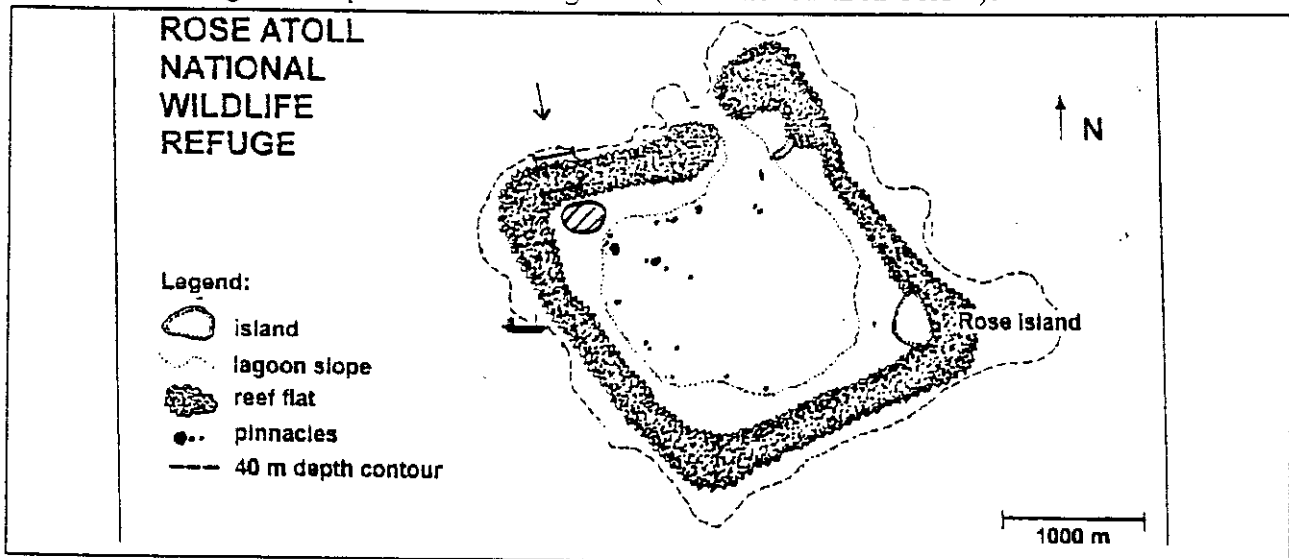 ROSE ATOLL
NATIONAL
WILDLIFE
REFUGE
N
Legend:
island
lagoon slope
reef flat
pinnacles
40 m depth contour
Rose island
1000 m